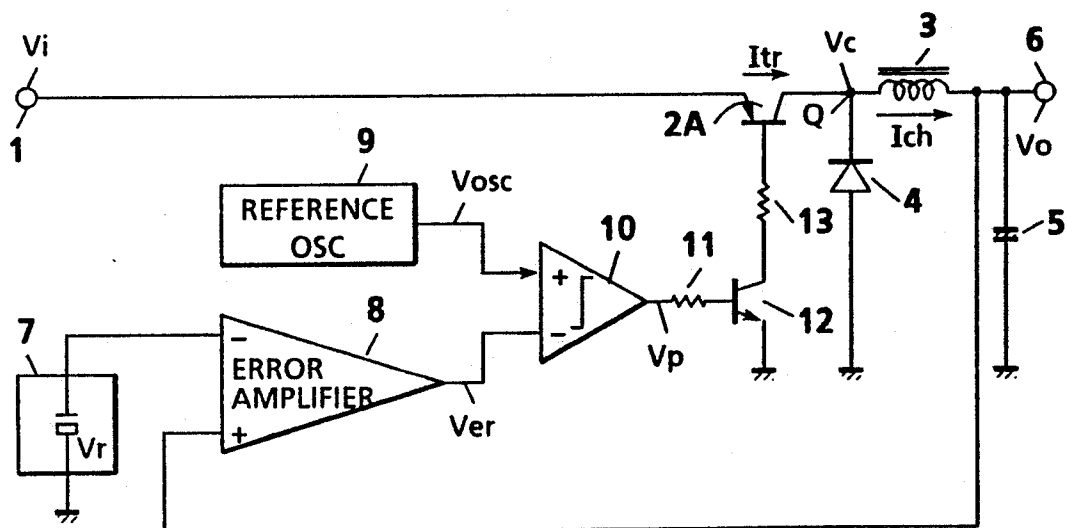 Vi
1
Itr
2A
Vc
Q
3
Ich
6
Vo
9
REFERENCE
OSC
Vosc
13
4
5
10
+
−
11
Vp
12
7
Vr
8
−
ERROR
AMPLIFIER
+
Ver